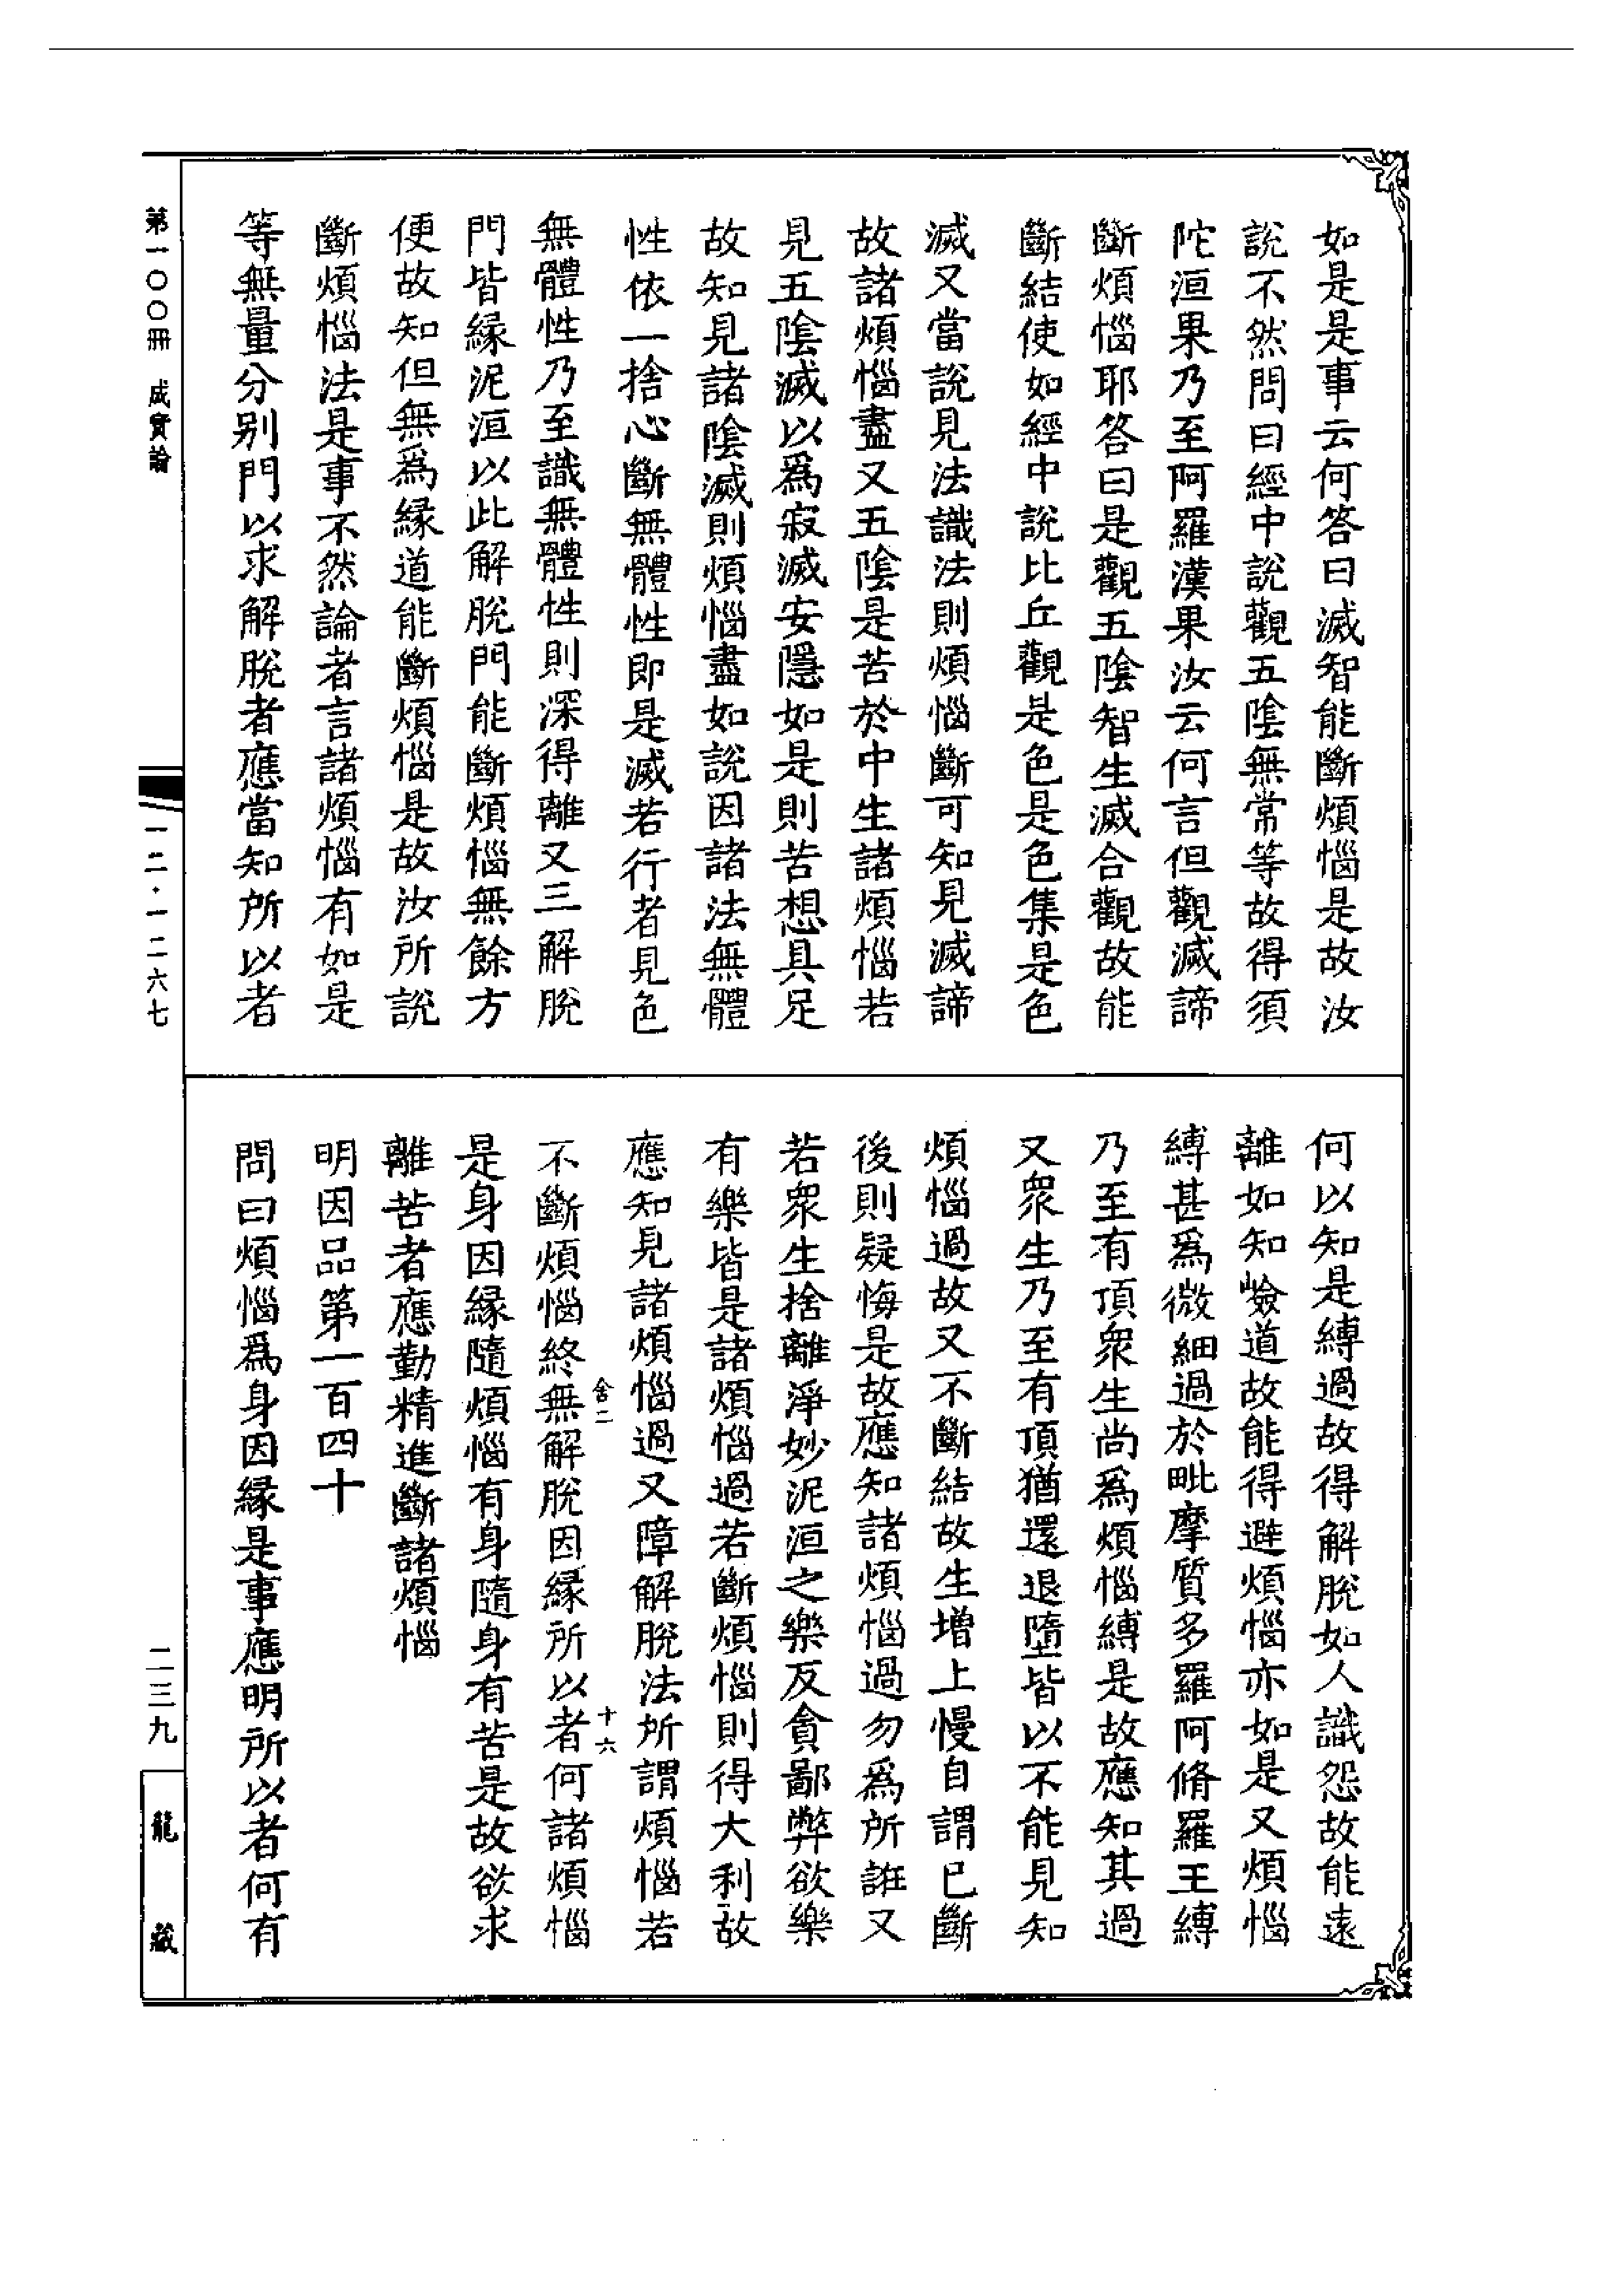 如是是事云何答曰滅智能斷煩惱是故汝
說不然問曰經中說觀五陰無常等故得須
陀洹果乃至阿羅漢果汝云何言但觀滅諦
斷煩惱耶答曰是觀五陰智生滅合觀故能
斷結使如經中說比丘觀是色是色集是色
滅又當說見法識法則煩惱斷可知見滅諦
故諸煩惱盡又五陰是苦於中生諸煩惱若
見五陰滅以為寂滅安隱如是則苦想具足
故知見諸陰滅則煩惱盡如說因諸法無體
性依一捨心斷無體性即是滅若行者見色
無體性乃至識無體性則深得離又三解脫
門皆緣泥洹以此解脫門能斷煩惱無餘方
便故知但無為緣道能斷煩惱是故汝所說
斷煩惱法是事不然論者言諸煩惱有如是
等無量分別門以求解脫者應當知所以者
何以知是縛過故得解脫如人識怨故能遠
離如知嶮道故能得避煩惱亦如是又煩惱
縛甚為微細過於毗摩質多羅阿脩羅王縛
乃至有頂眾生尚為煩惱縛是故應知其過
又眾生乃至有頂猶還退墮皆以不能見知
煩惱過故又不斷結故生增上慢自謂已斷
後則疑悔是故應知諸煩惱過勿為所誑又
若眾生捨離淨妙泥洹之樂反貪鄙弊欲樂
有樂皆是諸煩惱過若斷煩惱則得大利故
應知見諸煩惱過又障解脫法所謂煩惱若
不斷煩惱終無解脫因緣所以者何諸煩惱
舍二
十六
是身因緣隨煩惱有身隨身有苦是故欲求
離苦者應勤精進斷諸煩惱
明因品第一百四十
問曰煩惱為身因緣是事應明所以者何有
第一〇〇冊 成實論
一二·一二六七
二三九
龍藏